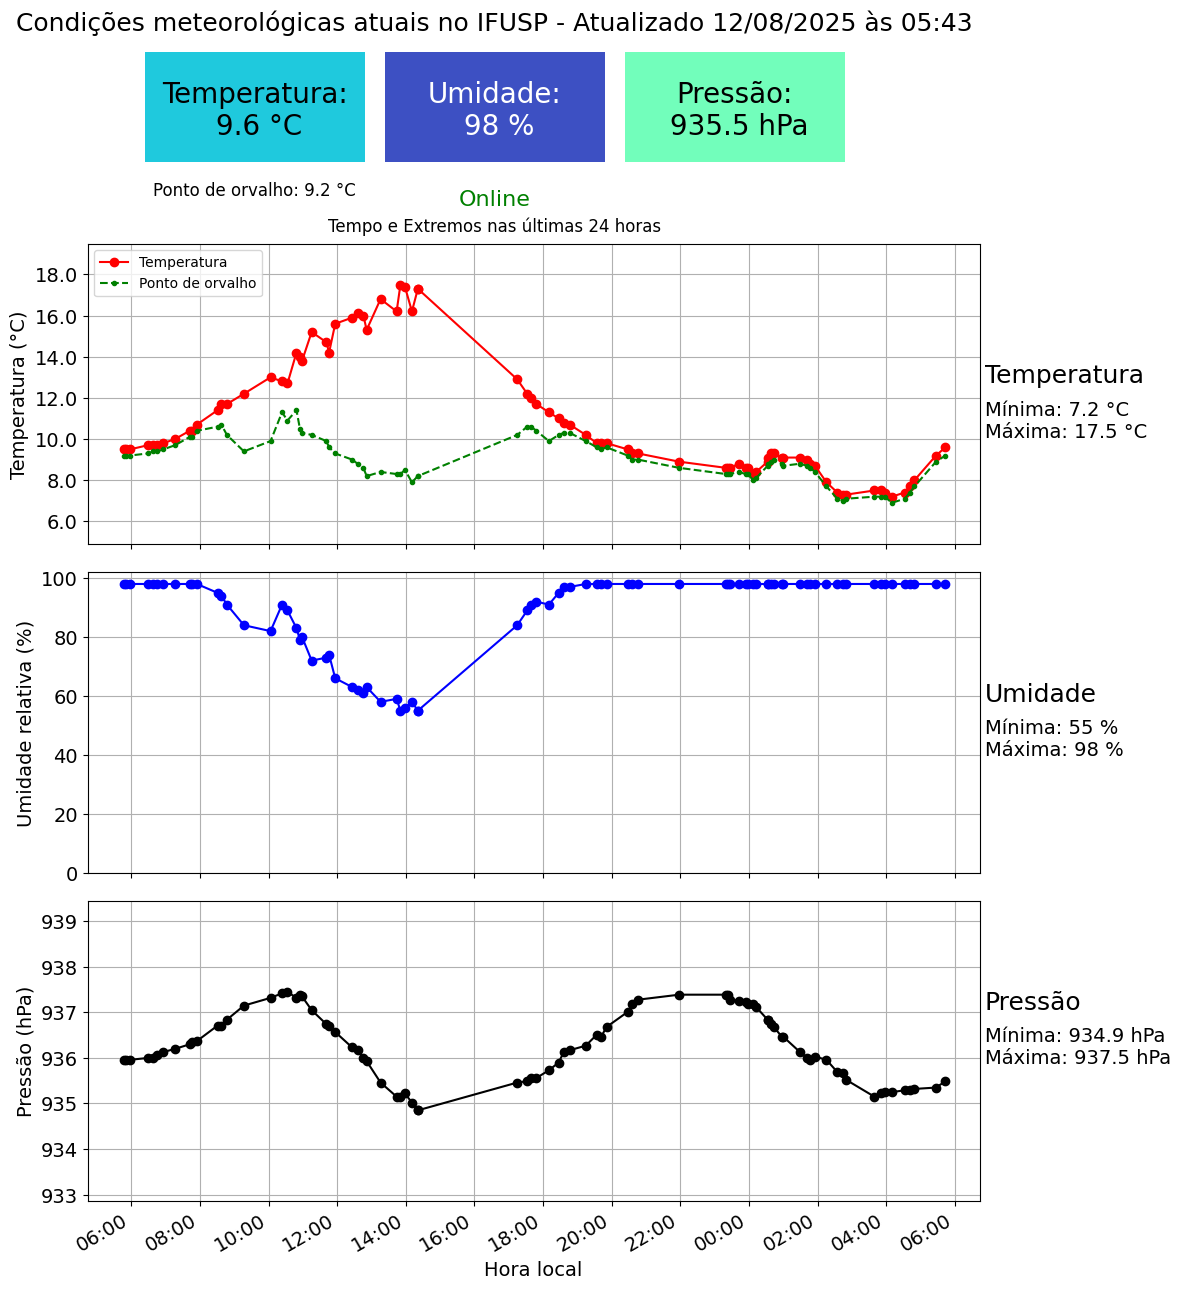 Condições meteorológicas atuais no IFUSP - Atualizado 12/08/2025 às 05:43
Temperatura:
9.6 °C
Umidade:
98 %
Pressão:
935.5 hPa
Ponto de orvalho: 9.2 °C
Online
Tempo e Extremos nas últimas 24 horas
Temperatura
Ponto de orvalho
Temperatura (°C)
18.0
16.0
14.0
12.0
10.0
8.0
6.0
Temperatura
Mínima: 7.2 °C
Máxima: 17.5 °C
Umidade relativa (%)
100
80
60
40
20
0
Umidade
Mínima: 55 %
Máxima: 98 %
Pressão (hPa)
939
938
937
936
935
934
933
Pressão
Mínima: 934.9 hPa
Máxima: 937.5 hPa
06:00 08:00 10:00 12:00 14:00 16:00 18:00 20:00 22:00 00:00 02:00 04:00 06:00
Hora local